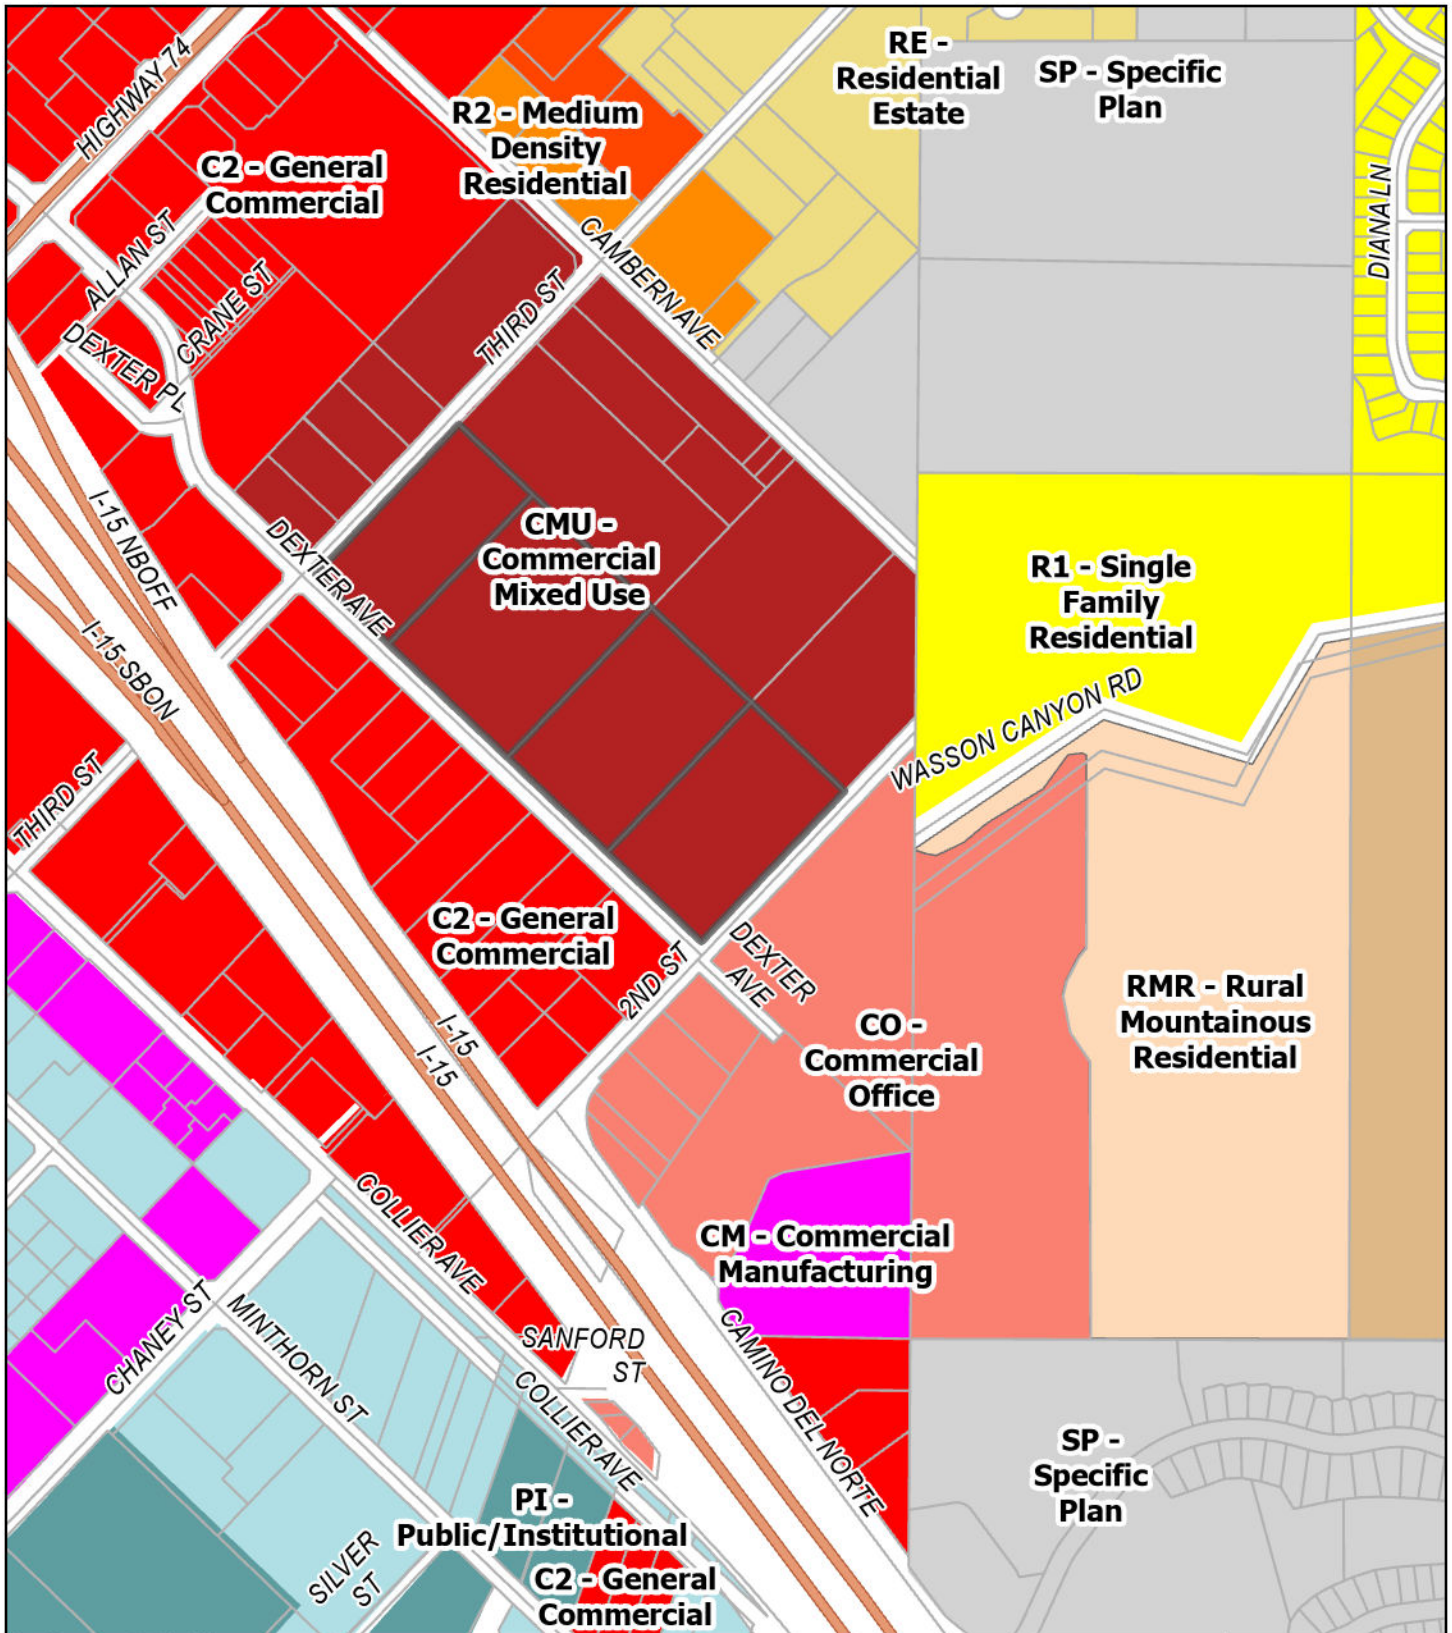 HIGHWAY 74
RE -
Residential
Estate
SP - Specific
Plan
R2 - Medium
Density
Residential
C2 - General
Commercial
DIANA LN
ALLAN ST
CRANE ST
DEXTER PL
CAMBERN AVE
THIRD ST
I-15 NBOFF
DEXTER AVE
CMU -
Commercial
Mixed Use
R1 - Single
Family
Residential
I-15 SBON
WASSON CANYON RD
THIRD ST
C2 - General
Commercial
2ND ST
DEXTER
AVE
RMR - Rural
Mountainous
Residential
CO -
Commercial
Office
I-15
I-15
COLLIER AVE
CM - Commercial
Manufacturing
CHANEY ST
MINTHORN ST
SANFORD
ST
CAMINO DEL NORTE
COLLIER AVE
SP -
Specific
Plan
PI -
Public/Institutional
SILVER
ST
C2 - General
Commercial